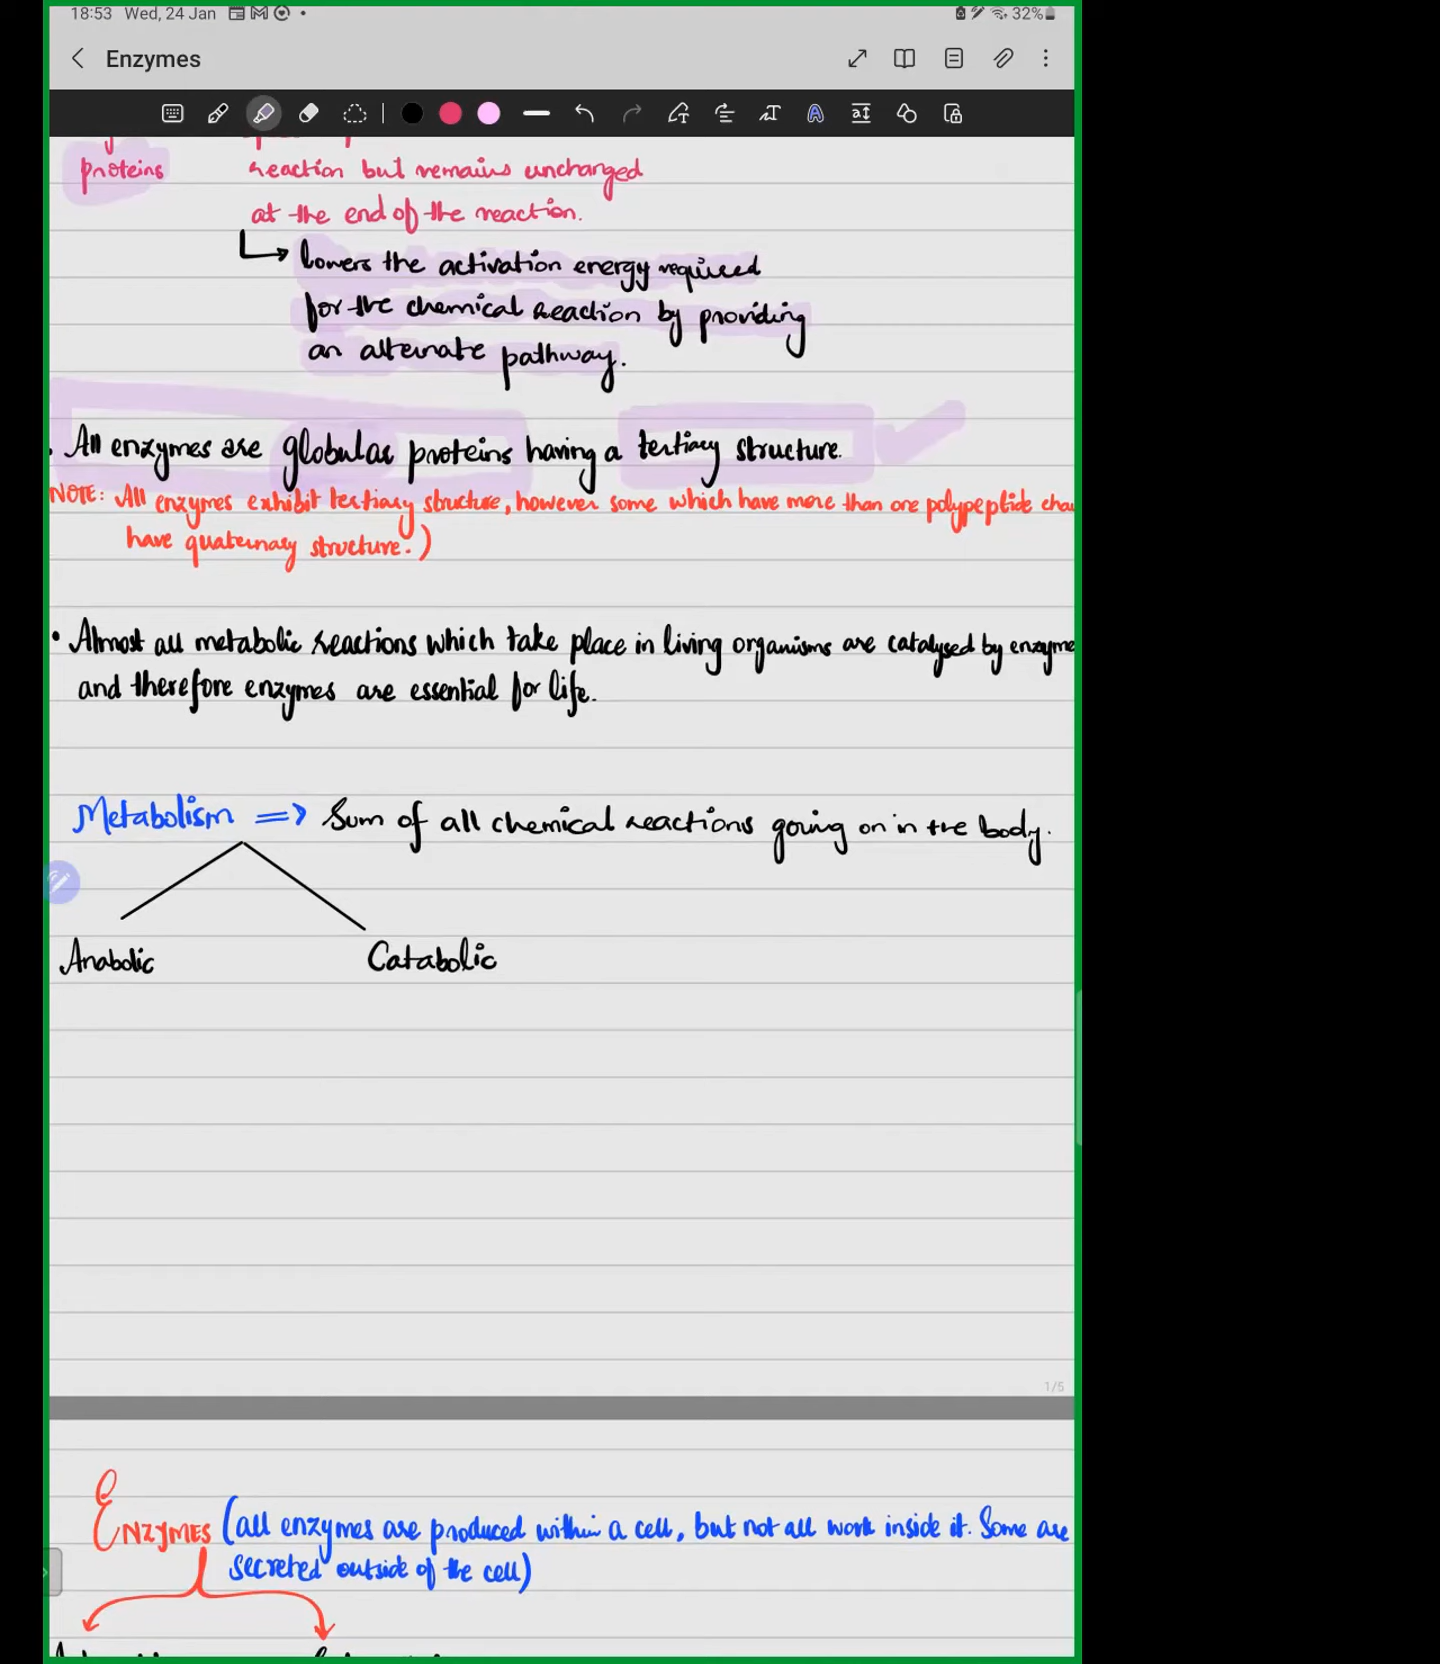 18:53 Wed, 24 Jan
32%
Enzymes
proteins
reaction but remains unchanged
at the end of the reaction.
lowers the activation energy required
for the chemical reaction by providing
an alternate pathway.
. All enzymes are globular proteins having a tertiary structure.
NOTE: All enzymes exhibit tertiary structure, however some which have more than one polypeptide chai
have quaternary structure.)
• Almost all metabolic reactions which take place in living organisms are catalysed by enzyme
and therefore enzymes are essential for life.
Metabolism => Sum of all chemical reactions going on in the body.
Anabolic Catabolic
1/5
ENZYMES (all enzymes are produced within a cell, but not all work inside it. Some are
secreted outside of the cell)